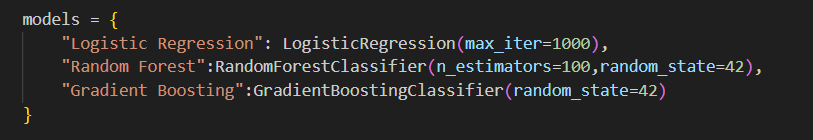 models = {
    "Logistic Regression": LogisticRegression(max_iter=1000),
    "Random Forest":RandomForestClassifier(n_estimators=100,random_state=42),
    "Gradient Boosting":GradientBoostingClassifier(random_state=42)
}